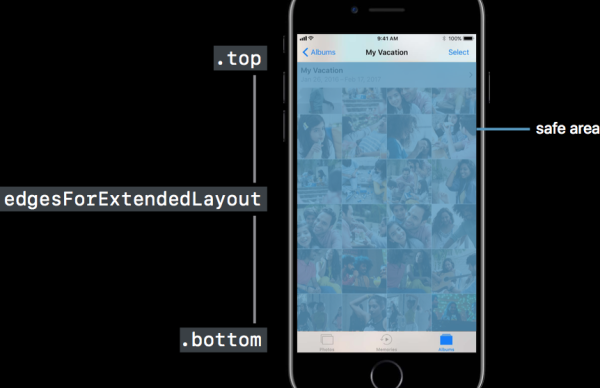 9:41 AM
100%
Albums
My Vacation
Select
My Vacation
.top
safe area
edgesForExtendedLayout
.bottom
Photos
Memories
Albums